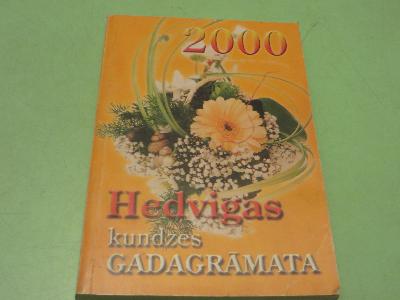 2000
Hedvigas
kundzes
GADAGRĀMATA